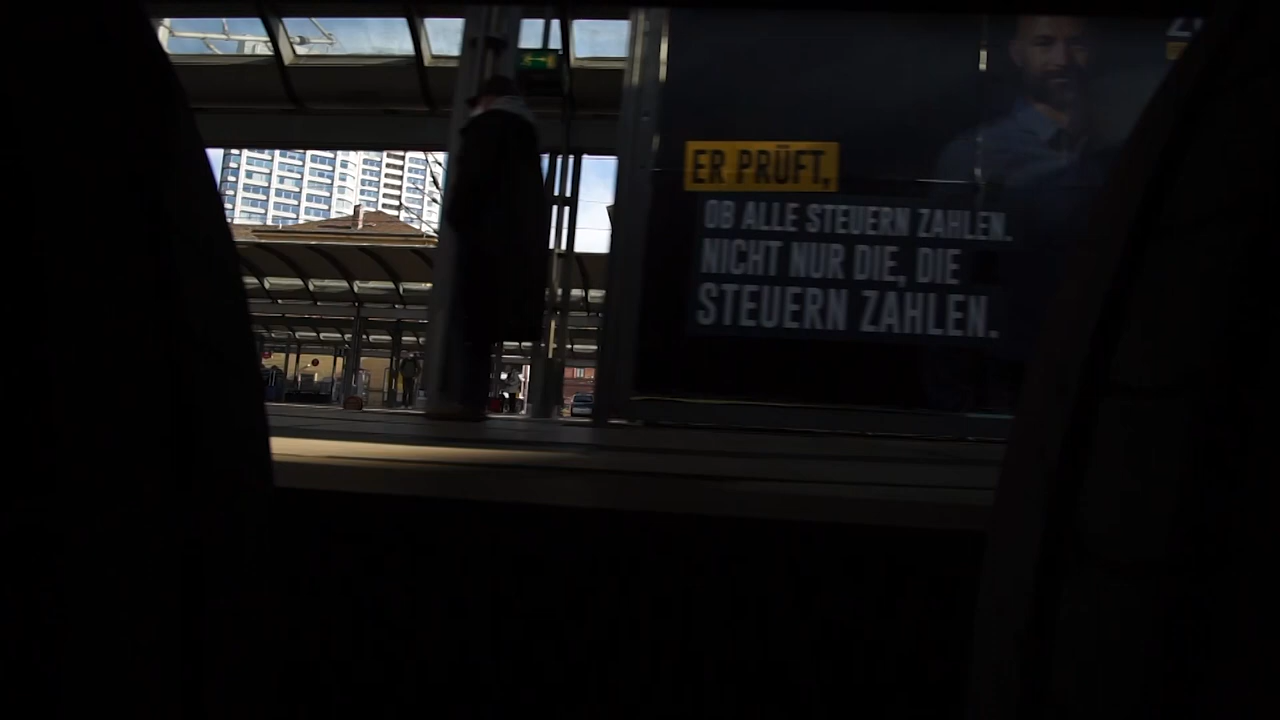 ER PRÜFT,
OB ALLE STEUERN ZAHLEN.
NICHT NUR DIE, DIE
STEUERN ZAHLEN.